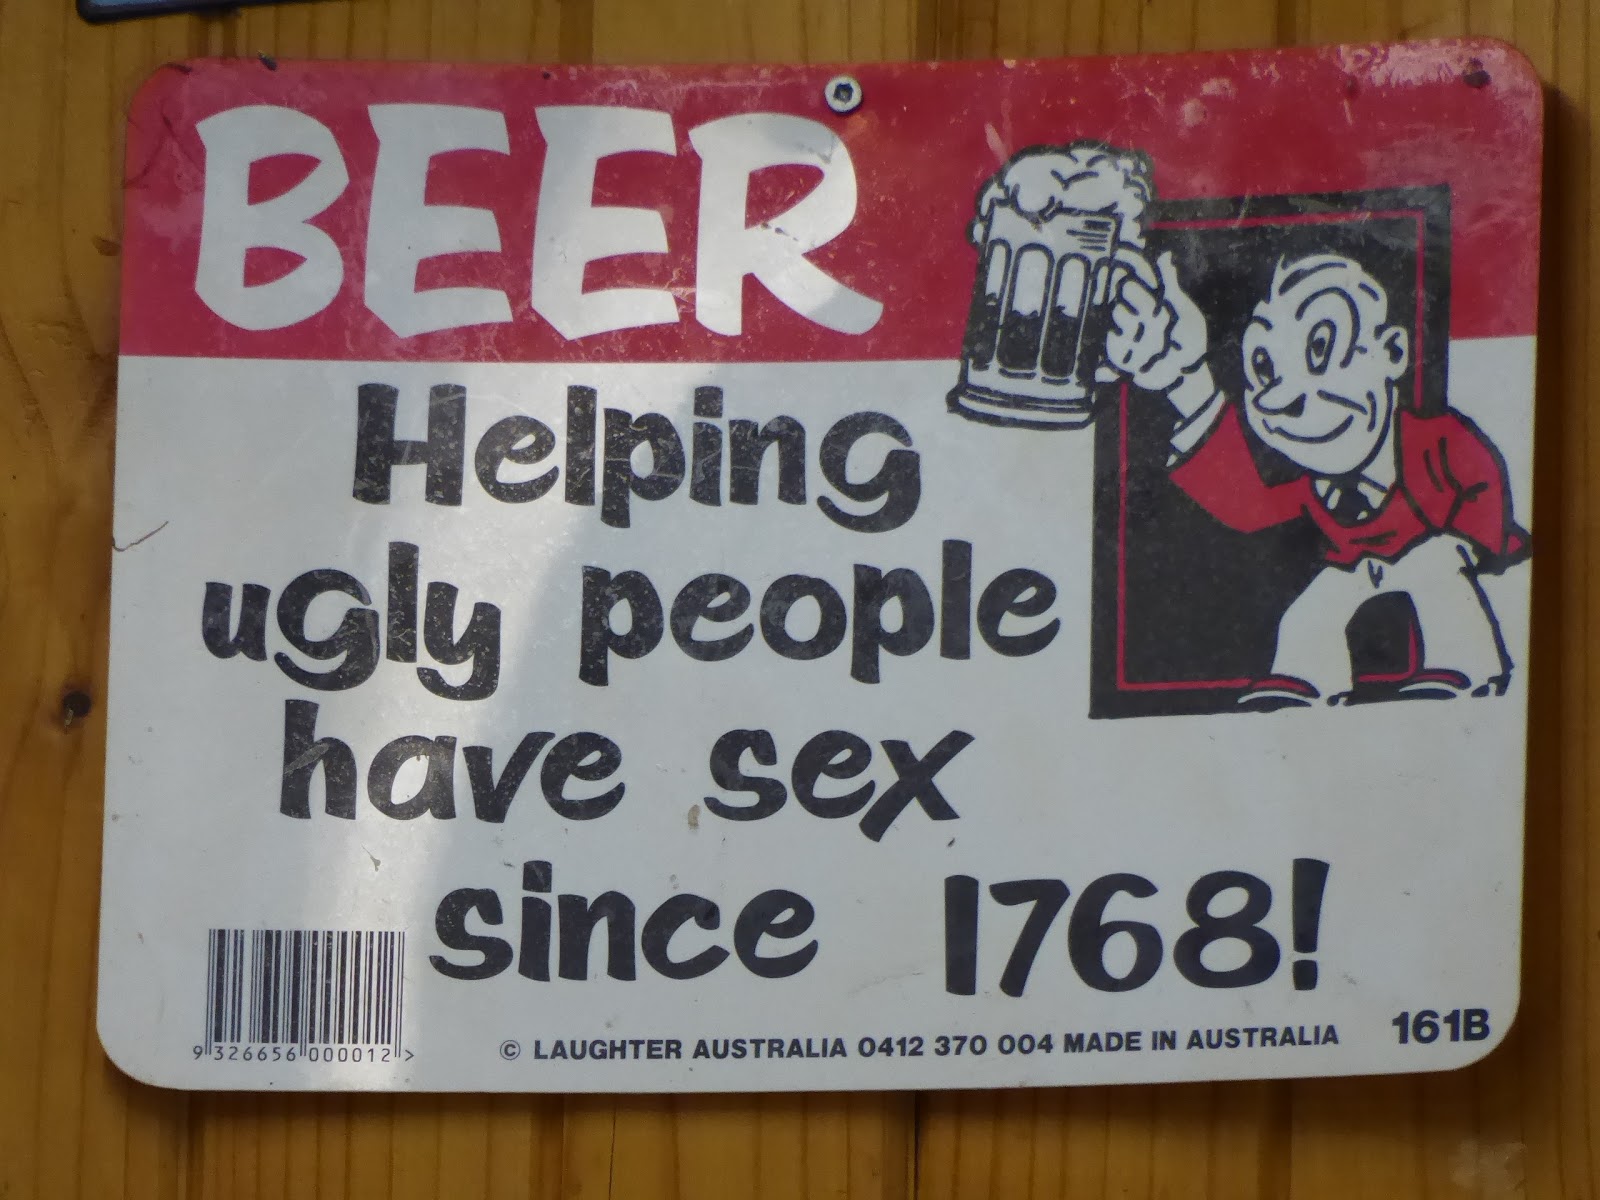 BEER
Helping
ugly people
have sex
since 1768!
9 326656 000012 >
© LAUGHTER AUSTRALIA 0412 370 004 MADE IN AUSTRALIA
161B